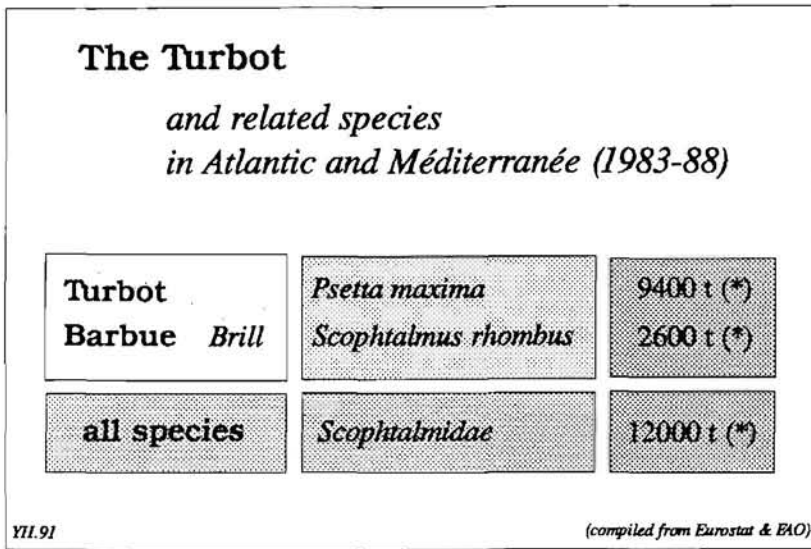 The Turbot
and related species
in Atlantic and Méditerranée (1983-88)
Turbot Psetta maxima 9400 t (*)
Barbue Brill Scophtalmus rhombus 2600 t (*)
all species Scophtalmidae 12000 t (*)
YH.91 (compiled from Eurostat & FAO)